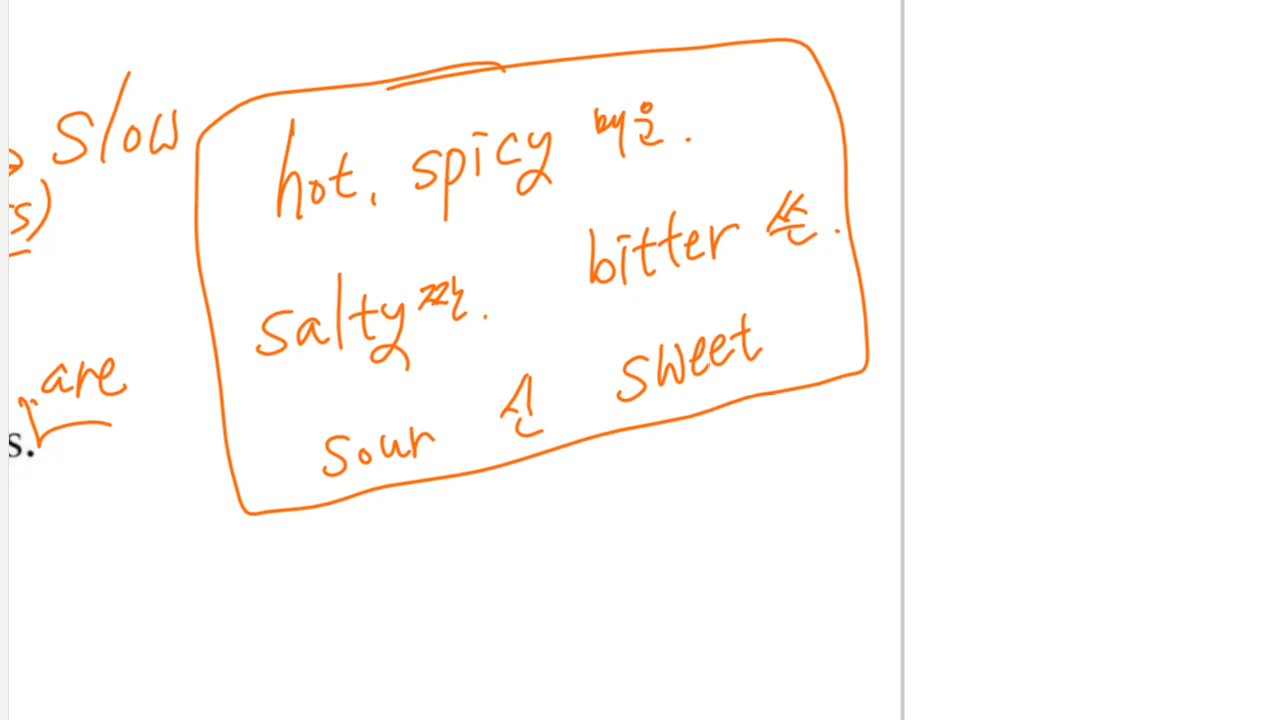 slow
hot, spicy 매운.
s)
bitter 쓴.
salty 짠.
are
sweet
sour 신
s.